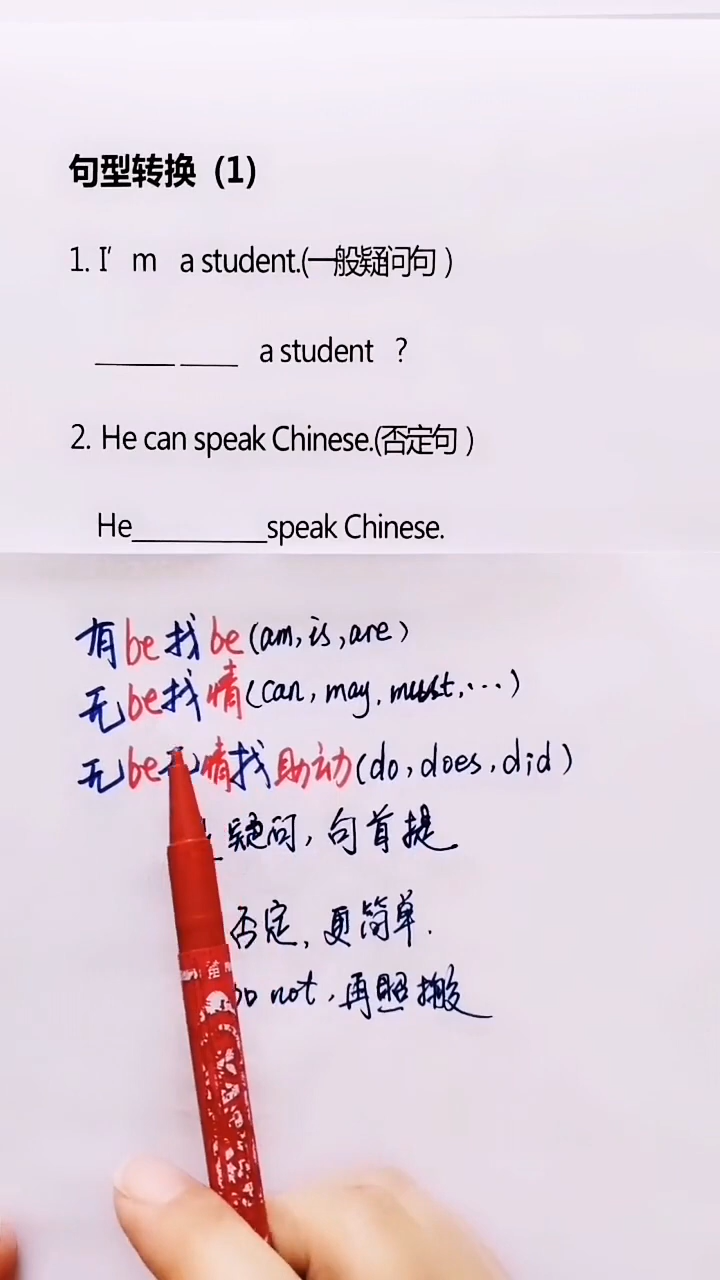 句型转换 (1)
1. I'm a student.(一般疑问句)
______ ____ a student ?
2. He can speak Chinese.(否定句)
He__________speak Chinese.
有be找be(am, is, are)
无be找情(can, may, must, ...)
无be无情找助动(do, does, did)
疑问, 句首提
否定, 更简单.
not, 再照搬